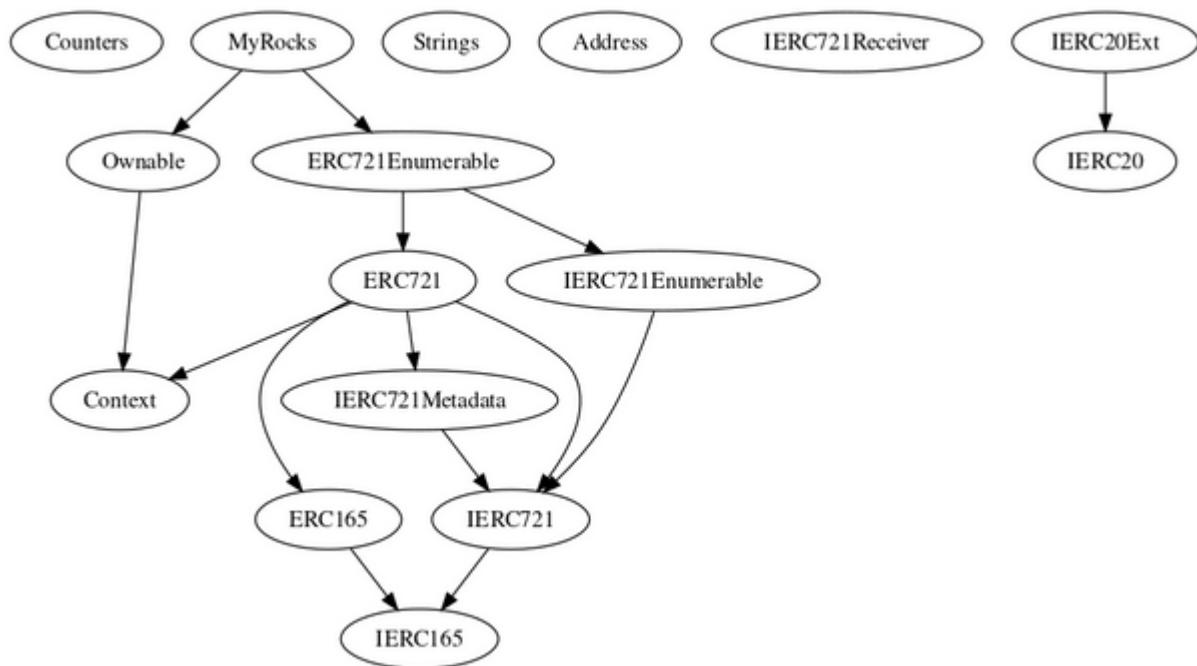 Counters
MyRocks
Strings
Address
IERC721Receiver
IERC20Ext
Ownable
ERC721Enumerable
IERC20
ERC721
IERC721Enumerable
Context
IERC721Metadata
ERC165
IERC721
IERC165